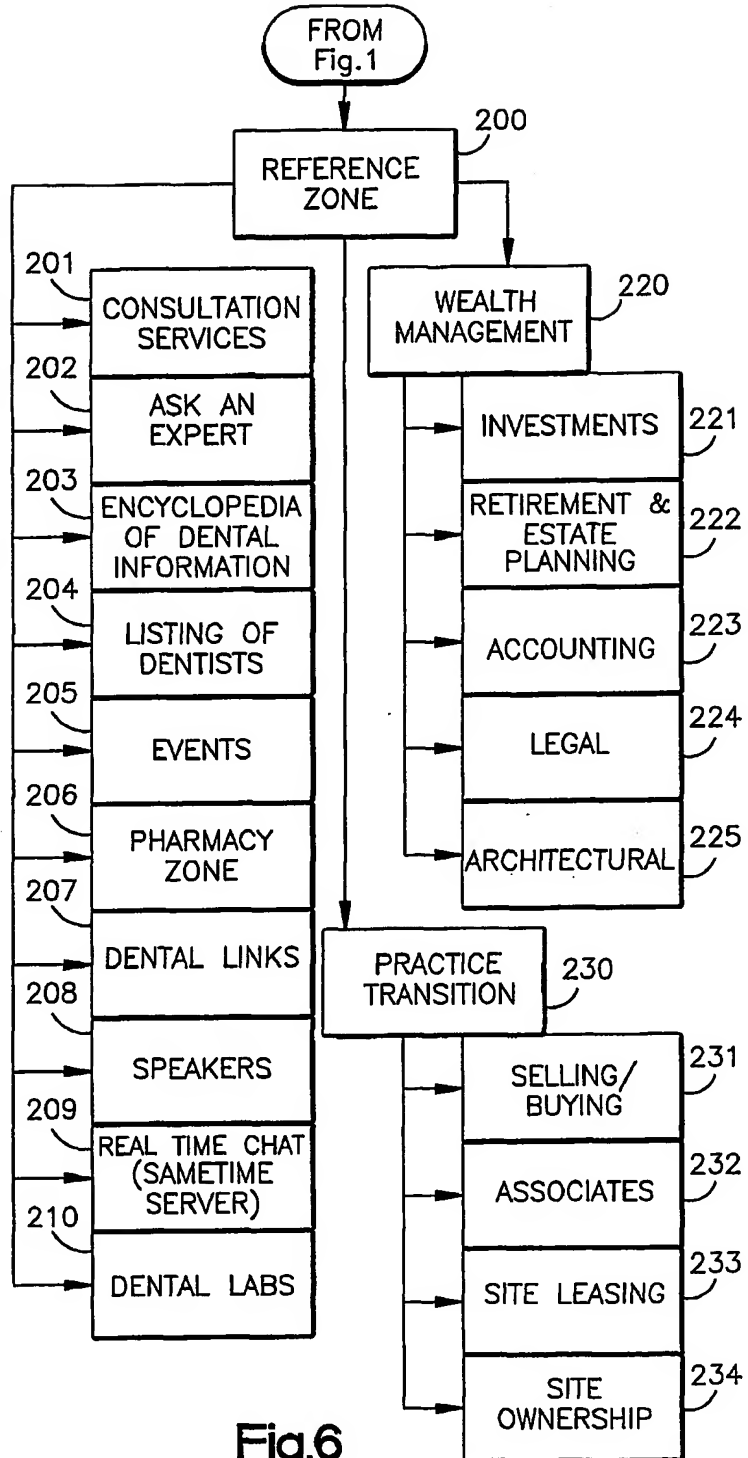 FROM
Fig.1
200
REFERENCE
ZONE
201
CONSULTATION
SERVICES
202
ASK AN
EXPERT
203
ENCYCLOPEDIA
OF DENTAL
INFORMATION
204
LISTING OF
DENTISTS
205
EVENTS
206
PHARMACY
ZONE
207
DENTAL LINKS
208
SPEAKERS
209
REAL TIME CHAT
(SAMETIME
SERVER)
210
DENTAL LABS
WEALTH
MANAGEMENT
220
INVESTMENTS
221
RETIREMENT &
ESTATE
PLANNING
222
ACCOUNTING
223
LEGAL
224
ARCHITECTURAL
225
PRACTICE
TRANSITION
230
SELLING/
BUYING
231
ASSOCIATES
232
SITE LEASING
233
SITE
OWNERSHIP
234
Fig.6